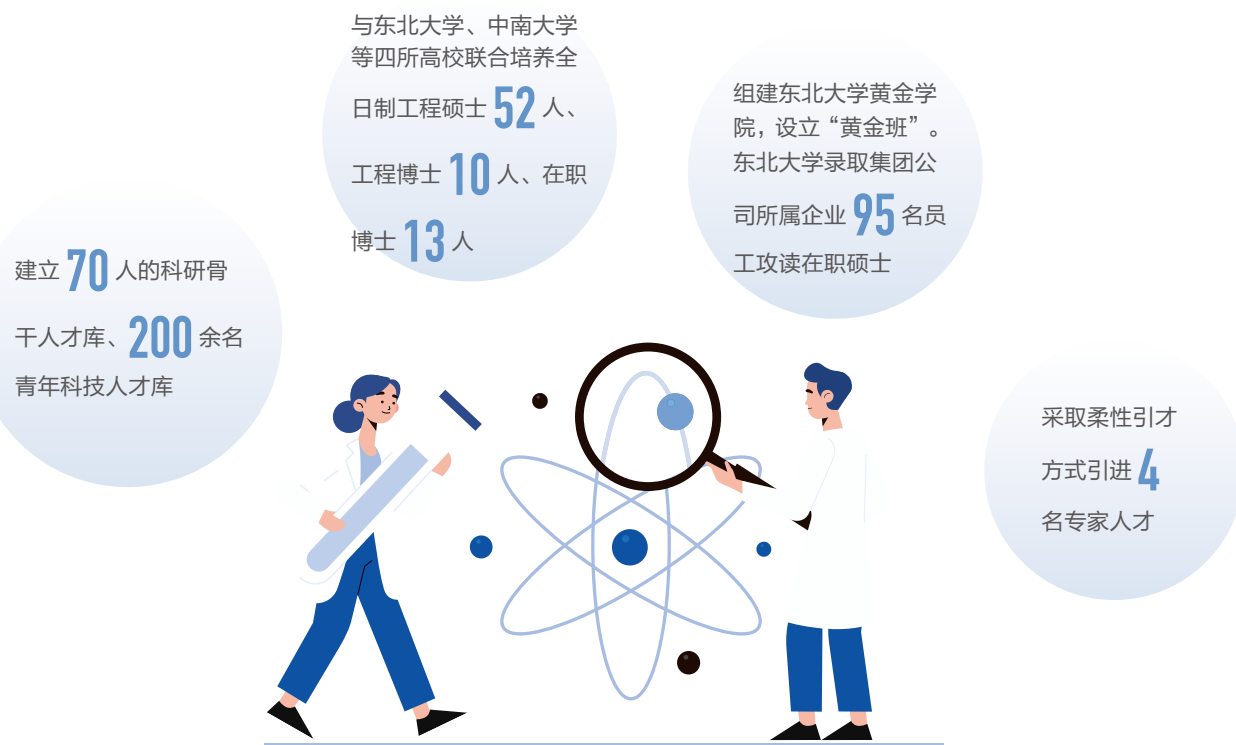 建立 70 人的科研骨
干人才库、200 余名
青年科技人才库
与东北大学、中南大学
等四所高校联合培养全
日制工程硕士 52 人、
工程博士 10 人、在职
博士 13 人
组建东北大学黄金学
院，设立“黄金班”。
东北大学录取集团公
司所属企业 95 名员
工攻读在职硕士
采取柔性引才
方式引进 4
名专家人才